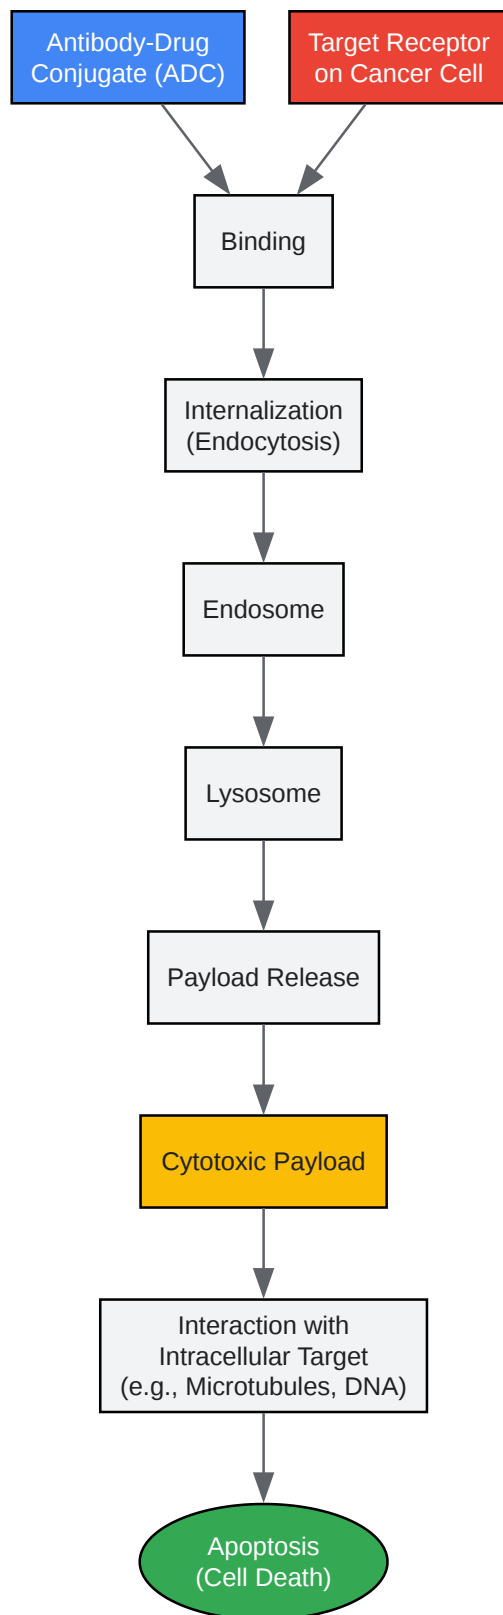 Antibody-Drug
Conjugate (ADC)
Target Receptor
on Cancer Cell
Binding
Internalization
(Endocytosis)
Endosome
Lysosome
Payload Release
Cytotoxic Payload
Interaction with
Intracellular Target
(e.g., Microtubules, DNA)
Apoptosis
(Cell Death)